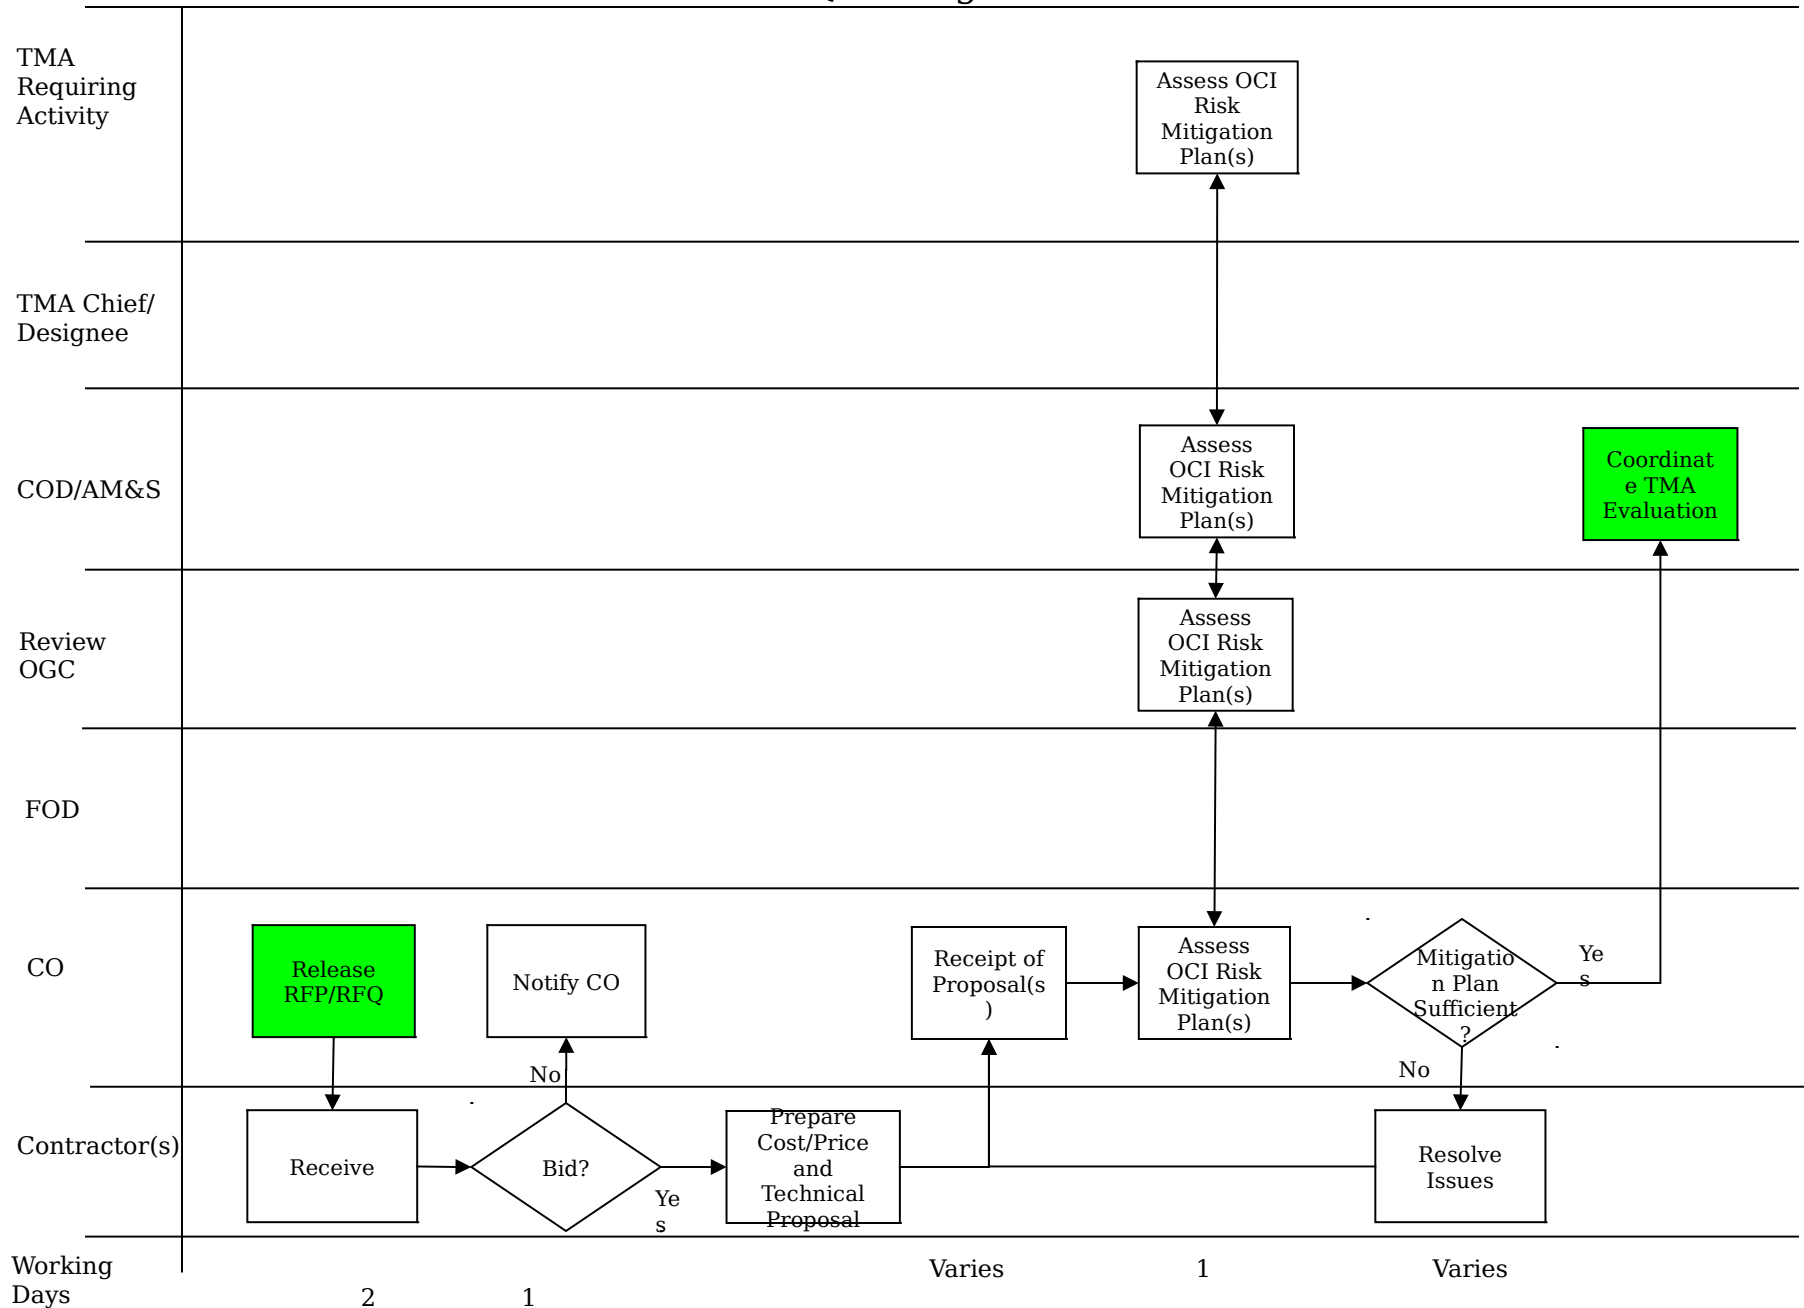 TMA
Requiring
Activity
Assess OCI
Risk
Mitigation
Plan(s)
TMA Chief/
Designee
COD/AM&S
Assess
OCI Risk
Mitigation
Plan(s)
Coordinat
e TMA
Evaluation
Review
OGC
Assess
OCI Risk
Mitigation
Plan(s)
FOD
CO
Release
RFP/RFQ
Notify CO
Receipt of
Proposal(s
)
Assess
OCI Risk
Mitigation
Plan(s)
Mitigatio
n Plan
Sufficient
?
Ye
s
No
No
Contractor(s)
Receive
Bid?
Ye
s
Prepare
Cost/Price
and
Technical
Proposal
Resolve
Issues
Working
Days
2
1
Varies
1
Varies